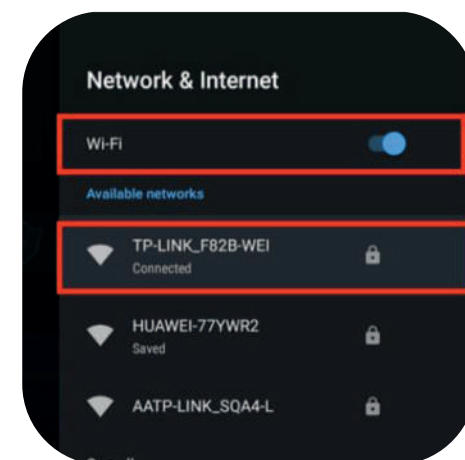 Network & Internet
Wi-Fi
Available networks
TP-LINK_F82B-WEI
Connected
HUAWEI-77YWR2
Saved
AATP-LINK_SQA4-L